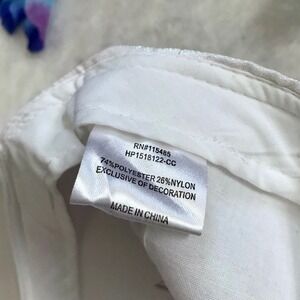 RN#115485
HP1518122-CC
74%POLYESTER 26%NYLON
EXCLUSIVE OF DECORATION
MADE IN CHINA